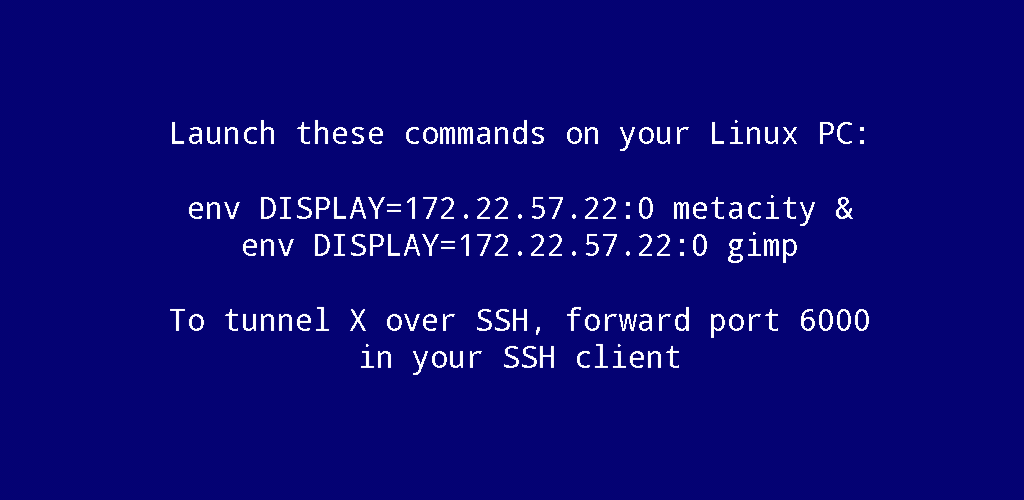 Launch these commands on your Linux PC:
env DISPLAY=172.22.57.22:0 metacity &
env DISPLAY=172.22.57.22:0 gimp
To tunnel X over SSH, forward port 6000
in your SSH client